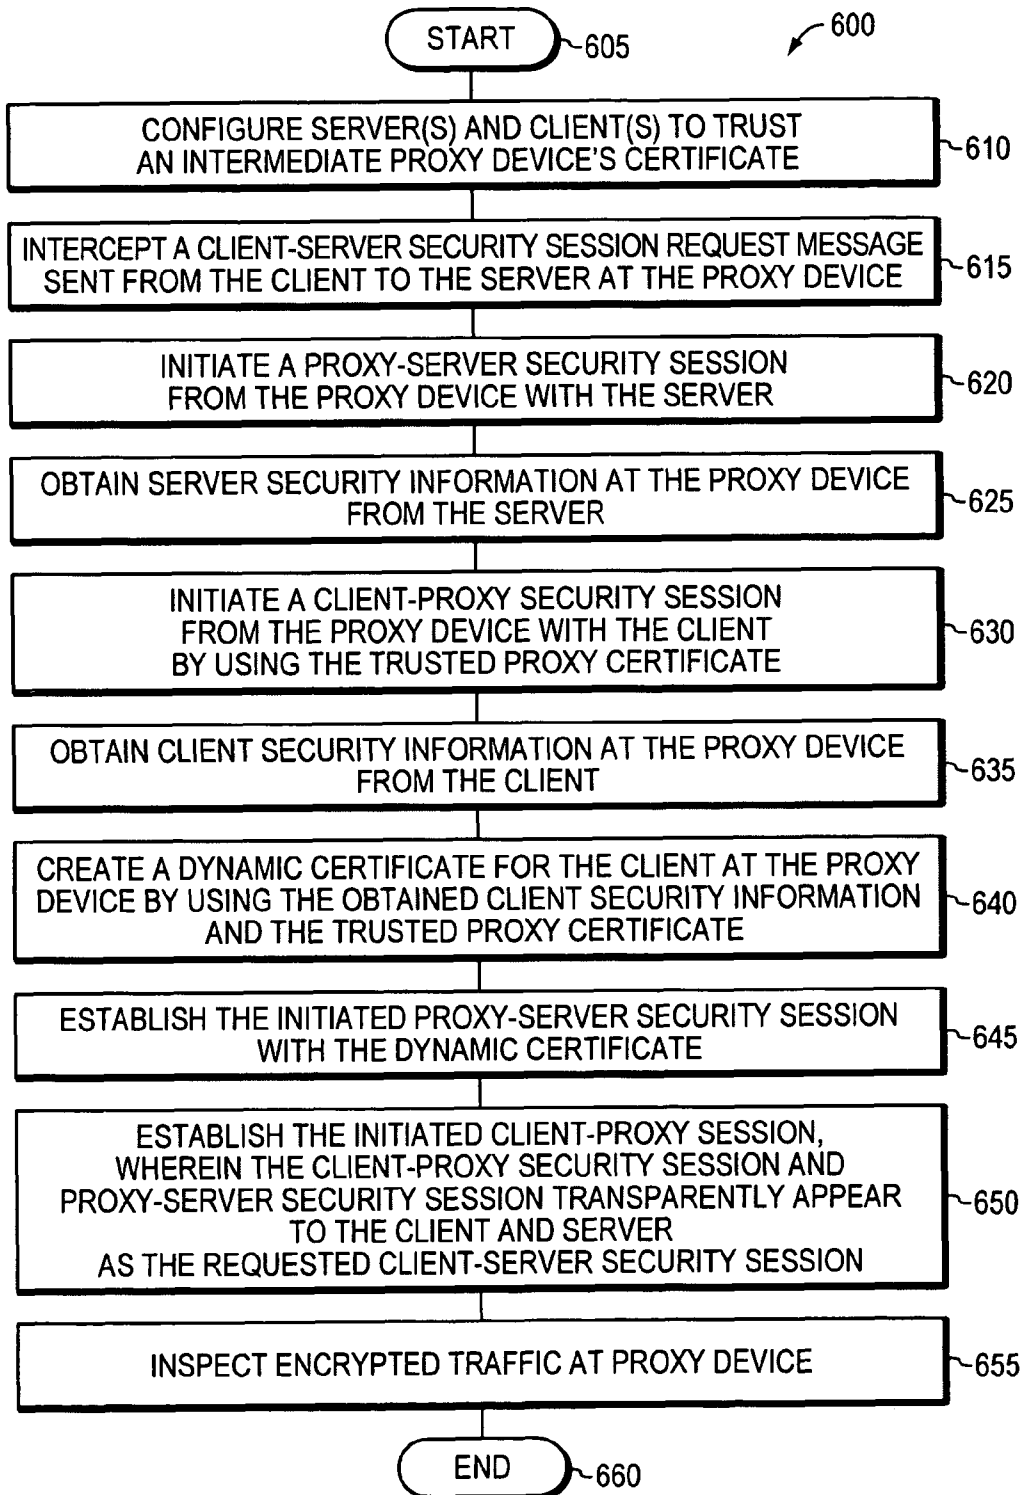 START
605
600
CONFIGURE SERVER(S) AND CLIENT(S) TO TRUST
AN INTERMEDIATE PROXY DEVICE'S CERTIFICATE
610
INTERCEPT A CLIENT-SERVER SECURITY SESSION REQUEST MESSAGE
SENT FROM THE CLIENT TO THE SERVER AT THE PROXY DEVICE
615
INITIATE A PROXY-SERVER SECURITY SESSION
FROM THE PROXY DEVICE WITH THE SERVER
620
OBTAIN SERVER SECURITY INFORMATION AT THE PROXY DEVICE
FROM THE SERVER
625
INITIATE A CLIENT-PROXY SECURITY SESSION
FROM THE PROXY DEVICE WITH THE CLIENT
BY USING THE TRUSTED PROXY CERTIFICATE
630
OBTAIN CLIENT SECURITY INFORMATION AT THE PROXY DEVICE
FROM THE CLIENT
635
CREATE A DYNAMIC CERTIFICATE FOR THE CLIENT AT THE PROXY
DEVICE BY USING THE OBTAINED CLIENT SECURITY INFORMATION
AND THE TRUSTED PROXY CERTIFICATE
640
ESTABLISH THE INITIATED PROXY-SERVER SECURITY SESSION
WITH THE DYNAMIC CERTIFICATE
645
ESTABLISH THE INITIATED CLIENT-PROXY SESSION,
WHEREIN THE CLIENT-PROXY SECURITY SESSION AND
PROXY-SERVER SECURITY SESSION TRANSPARENTLY APPEAR
TO THE CLIENT AND SERVER
AS THE REQUESTED CLIENT-SERVER SECURITY SESSION
650
INSPECT ENCRYPTED TRAFFIC AT PROXY DEVICE
655
END
660